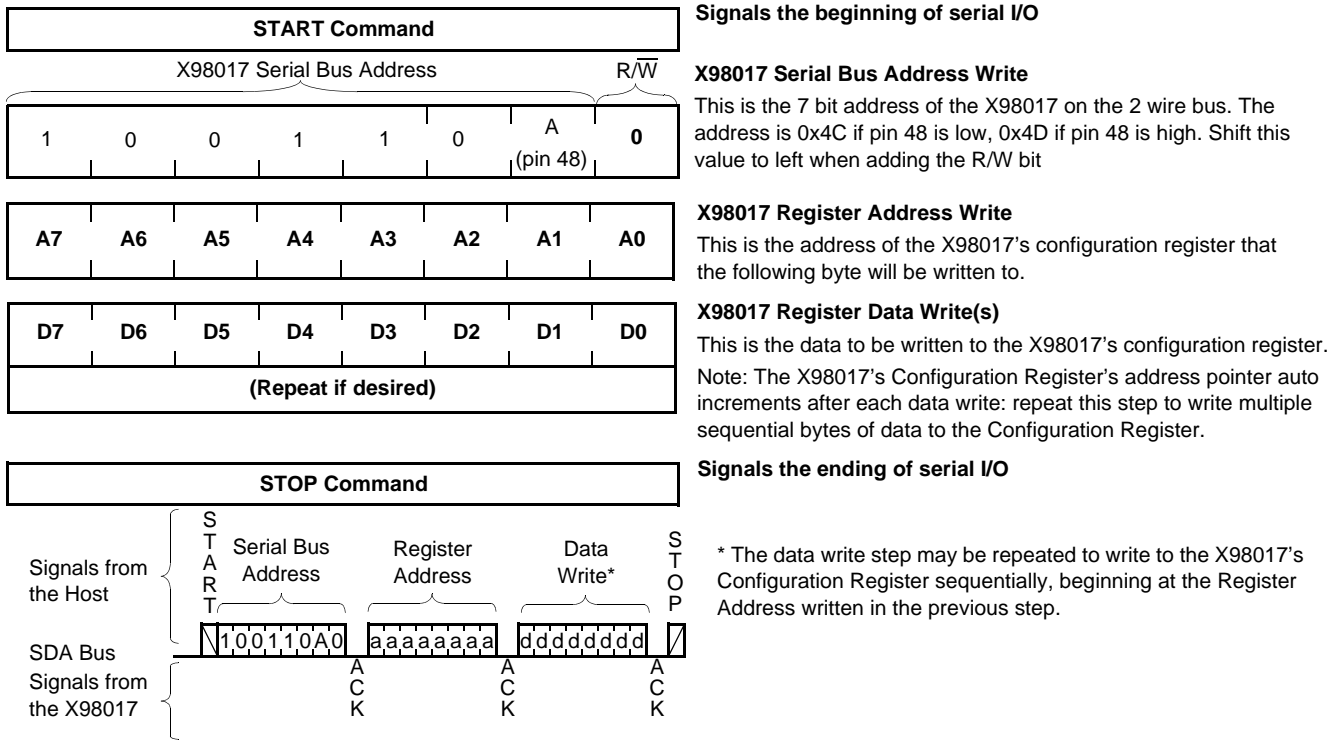 START Command
Signals the beginning of serial I/O
X98017 Serial Bus Address
R/W
1 0 0 1 1 0 A (pin 48) 0
X98017 Serial Bus Address Write
This is the 7 bit address of the X98017 on the 2 wire bus. The
address is 0x4C if pin 48 is low, 0x4D if pin 48 is high. Shift this
value to left when adding the R/W bit
A7 A6 A5 A4 A3 A2 A1 A0
X98017 Register Address Write
This is the address of the X98017’s configuration register that
the following byte will be written to.
D7 D6 D5 D4 D3 D2 D1 D0
(Repeat if desired)
X98017 Register Data Write(s)
This is the data to be written to the X98017’s configuration register.
Note: The X98017’s Configuration Register’s address pointer auto
increments after each data write: repeat this step to write multiple
sequential bytes of data to the Configuration Register.
STOP Command
Signals the ending of serial I/O
Signals from
the Host
START
Serial Bus
Address
Register
Address
Data
Write*
STOP
SDA Bus
1 0 0 1 1 0 A 0
a a a a a a a a
d d d d d d d d
Signals from
the X98017
ACK
ACK
ACK
* The data write step may be repeated to write to the X98017’s
Configuration Register sequentially, beginning at the Register
Address written in the previous step.